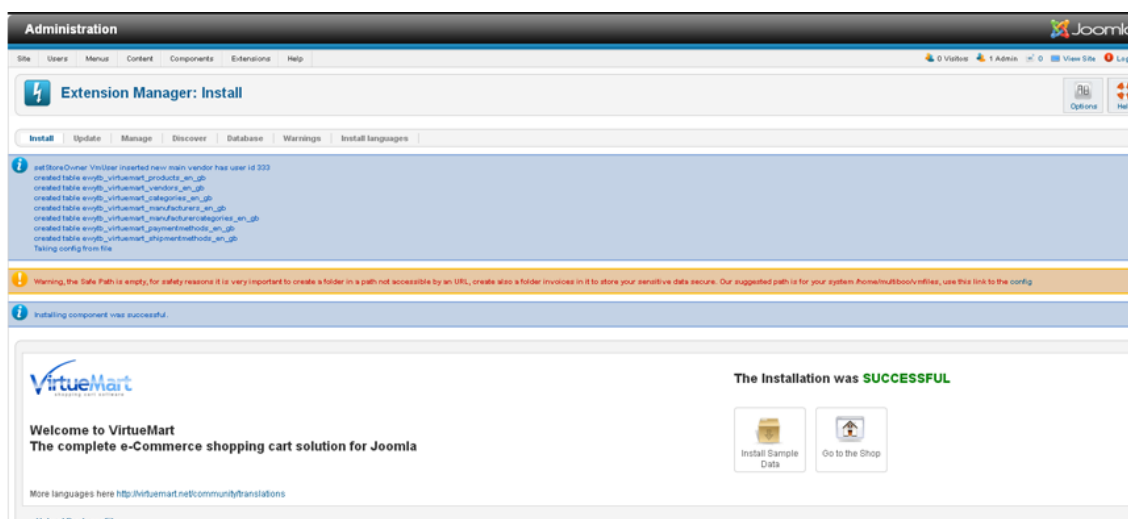 Administration
Joomla
Site Users Menus Content Components Extensions Help
0 Visitors 1 Admin 0 View Site Log
Extension Manager: Install
Options Hel
Install Update Manage Discover Database Warnings Install languages
setStoreOwner VmUser inserted new main vendor has user id 333
created table ewytb_virtuemart_products_en_gb
created table ewytb_virtuemart_vendors_en_gb
created table ewytb_virtuemart_categories_en_gb
created table ewytb_virtuemart_manufacturers_en_gb
created table ewytb_virtuemart_manufacturercategories_en_gb
created table ewytb_virtuemart_paymentmethods_en_gb
created table ewytb_virtuemart_shipmentmethods_en_gb
Taking config from file
Warning, the Safe Path is empty, for safety reasons it is very important to create a folder in a path not accessible by an URL, create also a folder invoices in it to store your sensitive data secure. Our suggested path is for your system /home/multiboo/vmfiles, use this link to the config
Installing component was successful.
VirtueMart
shopping cart software
The Installation was SUCCESSFUL
Welcome to VirtueMart
The complete e-Commerce shopping cart solution for Joomla
Install Sample
Data
Go to the Shop
More languages here http://virtuemart.net/community/translations